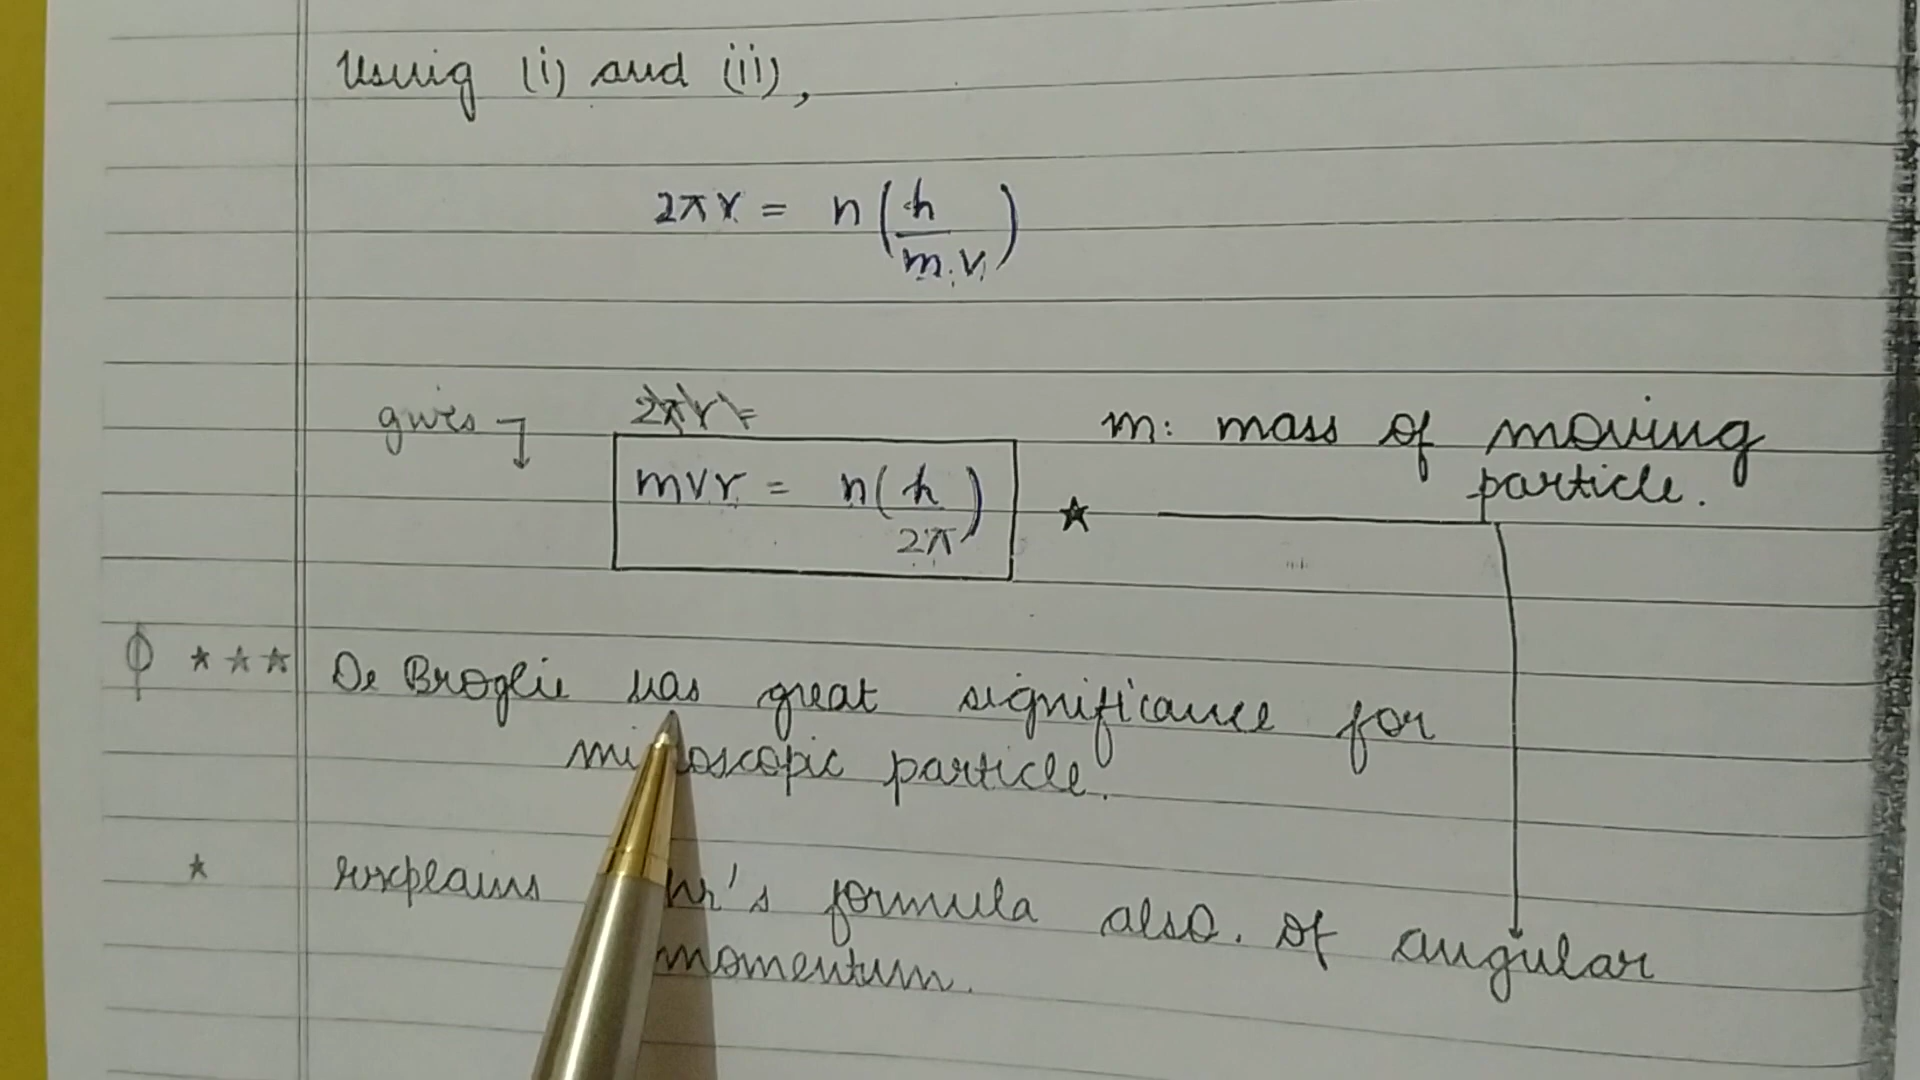 Using (i) and (ii),
2πr = n(h/m.v)
gives 2πr =
m: mass of moving particle.
mvr = n(h/2π)
De Broglie has great significance for
microscopic particle.
explains formula also. of angular
momentum.